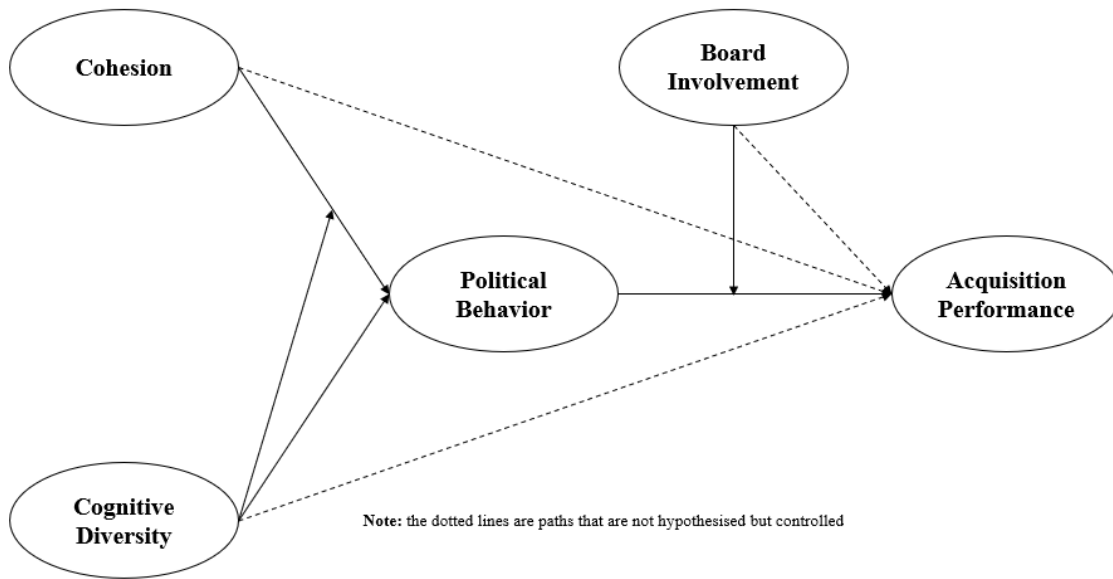 Cohesion
Board
Involvement
Political
Behavior
Acquisition
Performance
Cognitive
Diversity
Note: the dotted lines are paths that are not hypothesised but controlled